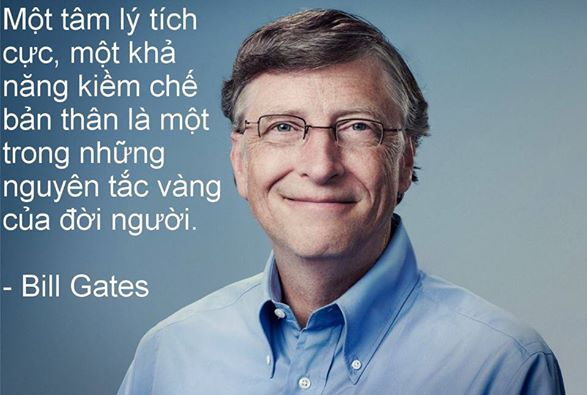 Một tâm lý tích
cực, một khả
năng kiềm chế
bản thân là một
trong những
nguyên tắc vàng
của đời người.
- Bill Gates